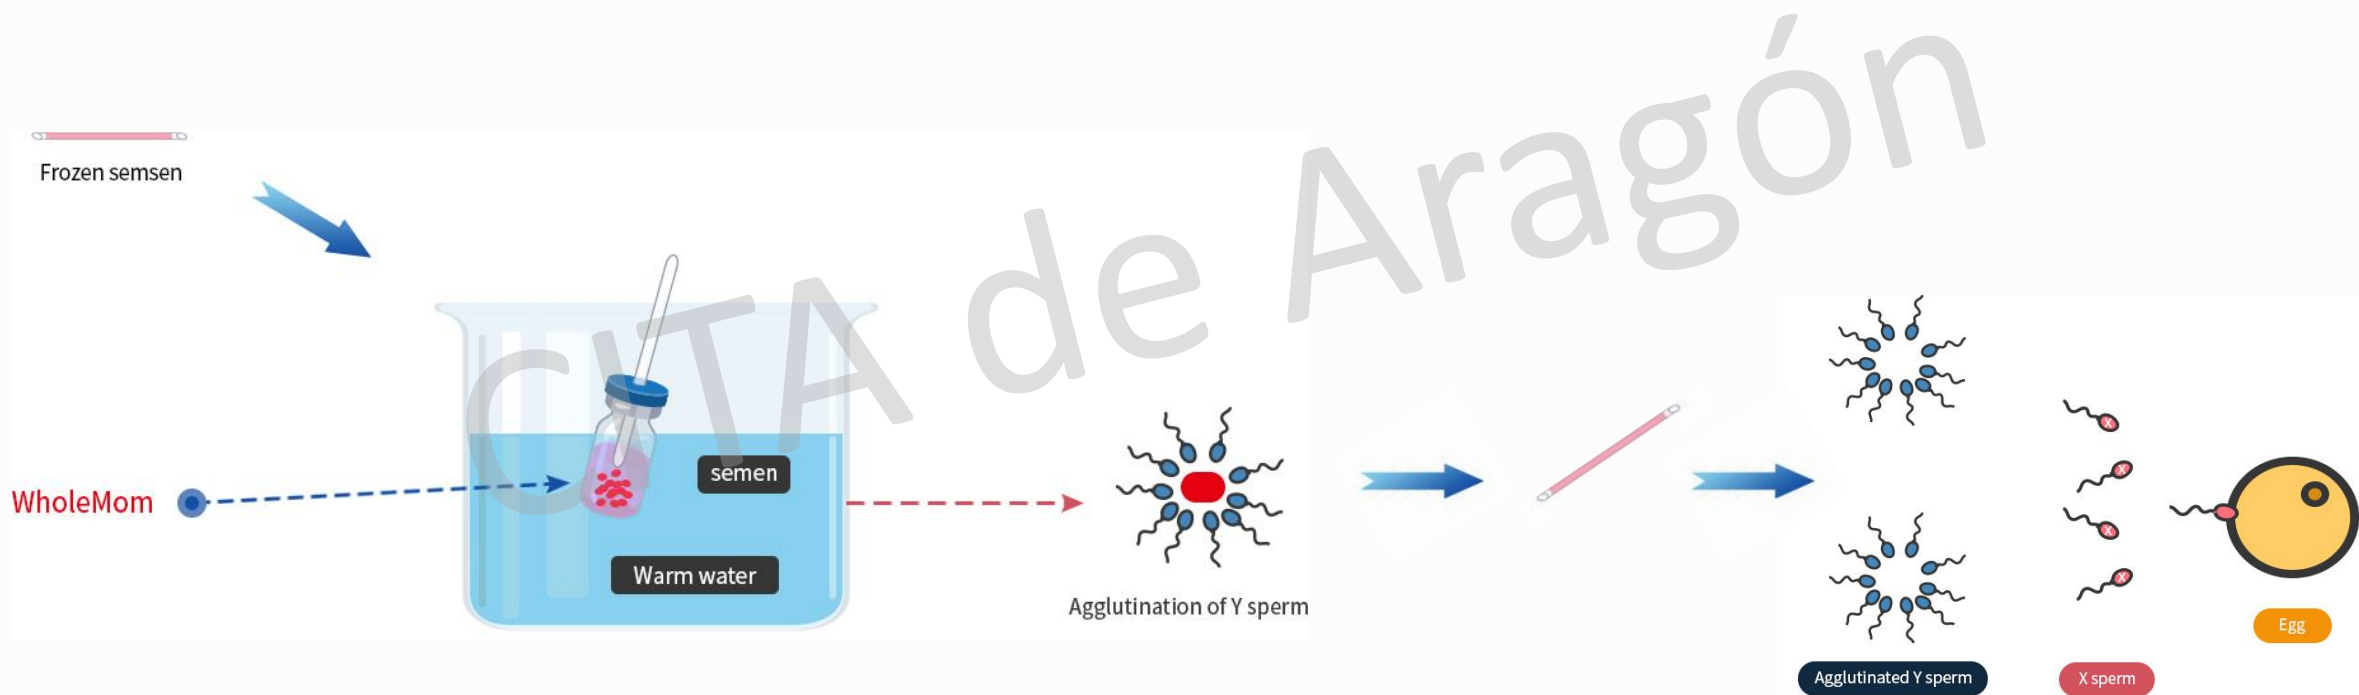 Frozen semsen
CITA de Aragón
WholeMom
semen
Warm water
Agglutination of Y sperm
X
X
X
X
Egg
Agglutinated Y sperm
X sperm